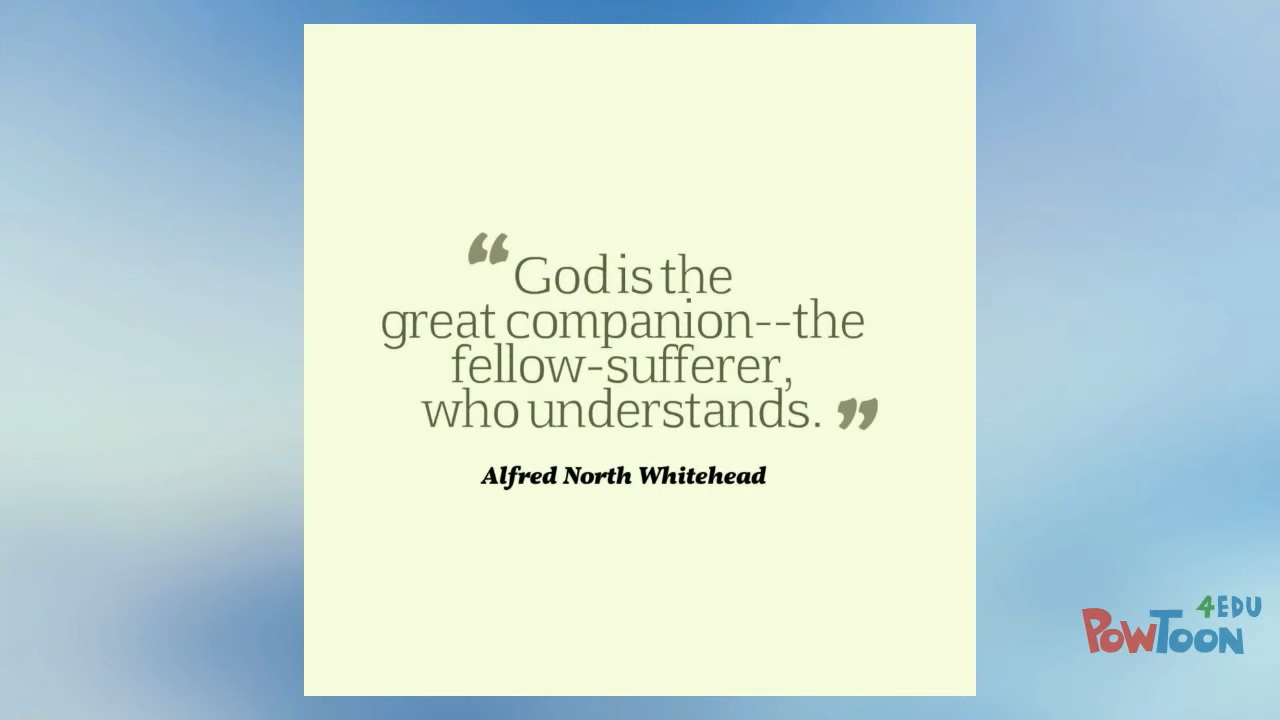 “God is the
great companion--the
fellow-sufferer,
who understands.”
Alfred North Whitehead
4EDU
POWTOON